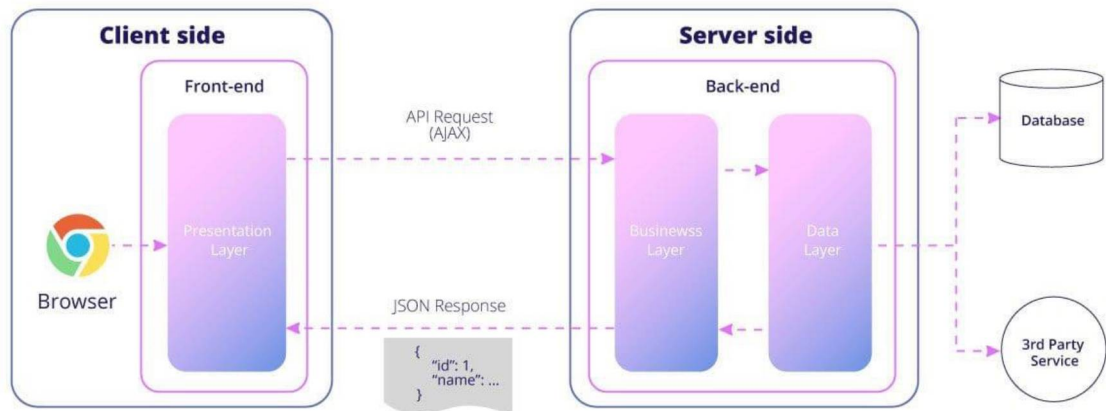 Client side
Front-end
Presentation
Layer
Browser
API Request
(AJAX)
JSON Response
{
"id": 1,
"name": ...
}
Server side
Back-end
Businewss
Layer
Data
Layer
Database
3rd Party
Service